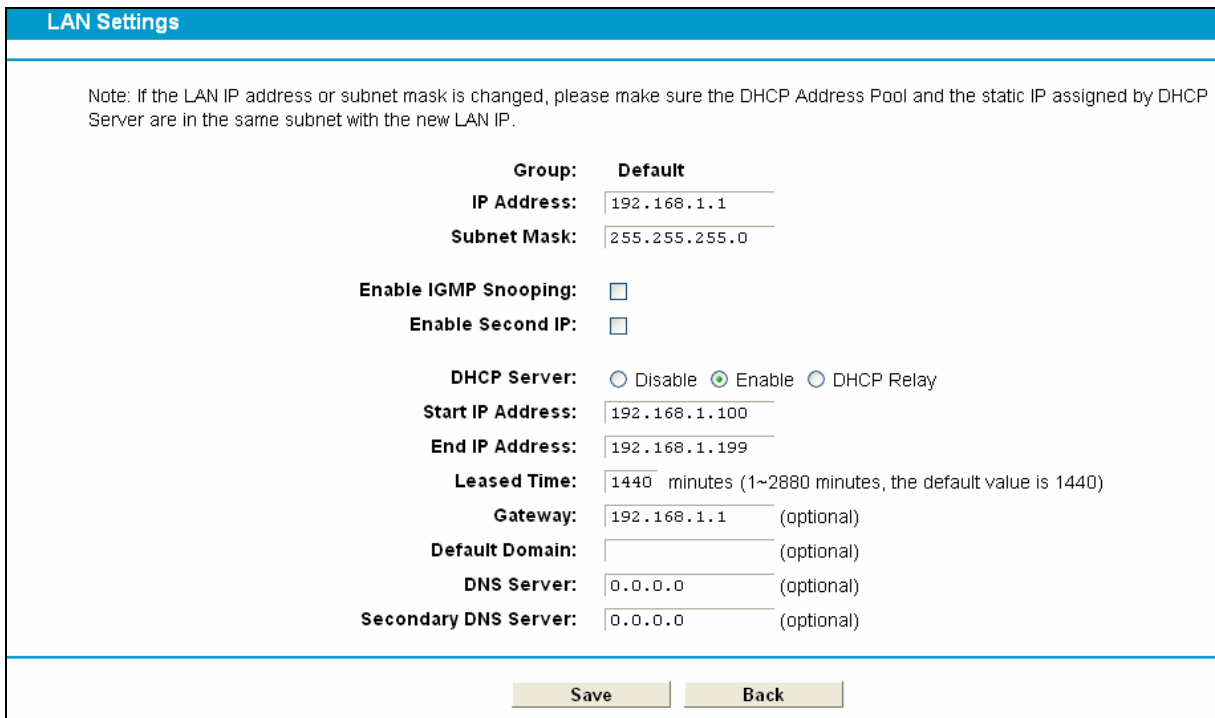 LAN Settings
Note: If the LAN IP address or subnet mask is changed, please make sure the DHCP Address Pool and the static IP assigned by DHCP
Server are in the same subnet with the new LAN IP.
Group: Default
IP Address: 192.168.1.1
Subnet Mask: 255.255.255.0
Enable IGMP Snooping:
Enable Second IP:
DHCP Server: Disable Enable DHCP Relay
Start IP Address: 192.168.1.100
End IP Address: 192.168.1.199
Leased Time: 1440 minutes (1~2880 minutes, the default value is 1440)
Gateway: 192.168.1.1 (optional)
Default Domain: (optional)
DNS Server: 0.0.0.0 (optional)
Secondary DNS Server: 0.0.0.0 (optional)
Save Back